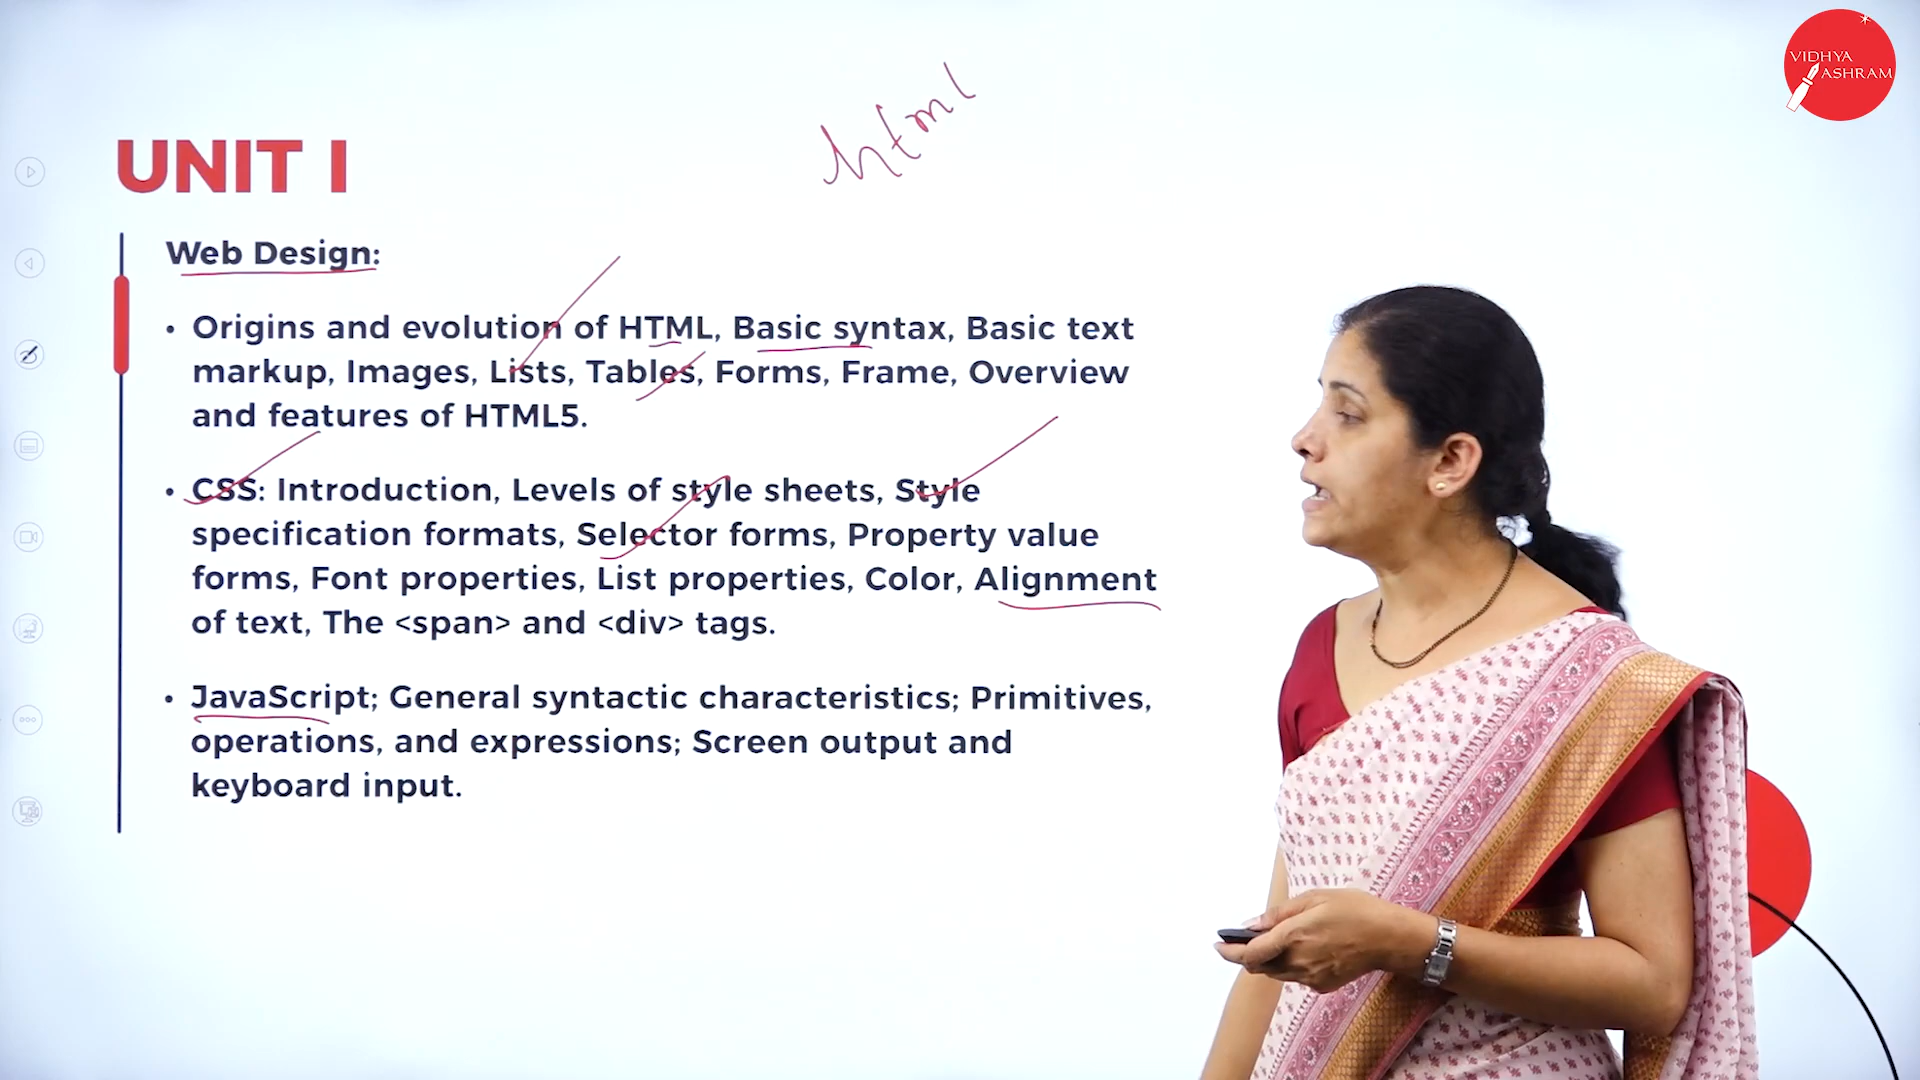 VIDHYA
ASHRAM
html
UNIT I
Web Design:
• Origins and evolution of HTML, Basic syntax, Basic text
markup, Images, Lists, Tables, Forms, Frame, Overview
and features of HTML5.
• CSS: Introduction, Levels of style sheets, Style
specification formats, Selector forms, Property value
forms, Font properties, List properties, Color, Alignment
of text, The <span> and <div> tags.
• JavaScript; General syntactic characteristics; Primitives,
operations, and expressions; Screen output and
keyboard input.